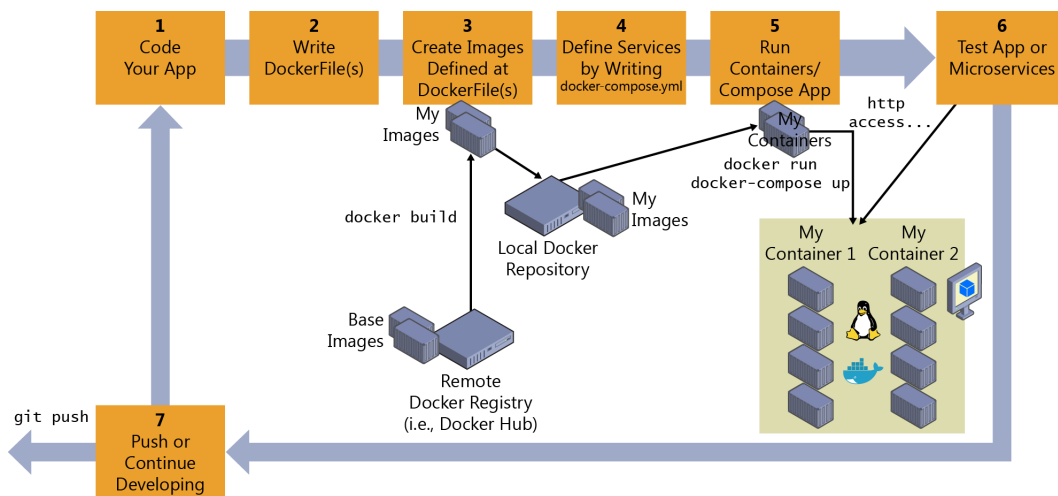 1
Code
Your App
2
Write
DockerFile(s)
3
Create Images
Defined at
DockerFile(s)
4
Define Services
by Writing
docker-compose.yml
5
Run
Containers/
Compose App
6
Test App or
Microservices
My
Images
My
Containers
http
access...
docker run
docker-compose up
docker build
My
Images
Local Docker
Repository
My
Container 1
My
Container 2
Base
Images
Remote
Docker Registry
(i.e., Docker Hub)
git push
7
Push or
Continue
Developing